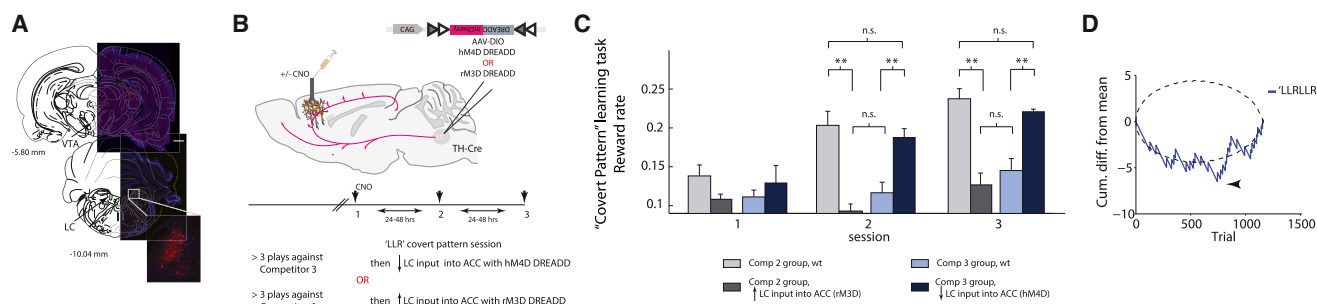 A
-5.80 mm
VTA
LC
-10.04 mm
B
CAG
mCherry
DREADD
AAV-DIO
hM4D DREADD
OR
rM3D DREADD
+/- CNO
TH-Cre
CNO
1
24-48 hrs
2
24-48 hrs
3
'LLR' covert pattern session
> 3 plays against
Competitor 3
then ↓ LC input into ACC with hM4D DREADD
OR
> 3 plays against
then ↑ LC input into ACC with rM3D DREADD
C
"Covert Pattern" learning task
Reward rate
0.25
0.2
0.15
0.1
n.s.
n.s.
**
**
**
**
n.s.
n.s.
1
2
3
session
Comp 2 group, wt
Comp 3 group, wt
Comp 2 group,
↑ LC input into ACC (rM3D)
Comp 3 group,
↓ LC input into ACC (hM4D)
D
Cum. diff. from mean
5
0
−5
−10
0
500
1000
1500
Trial
'LLRLLR